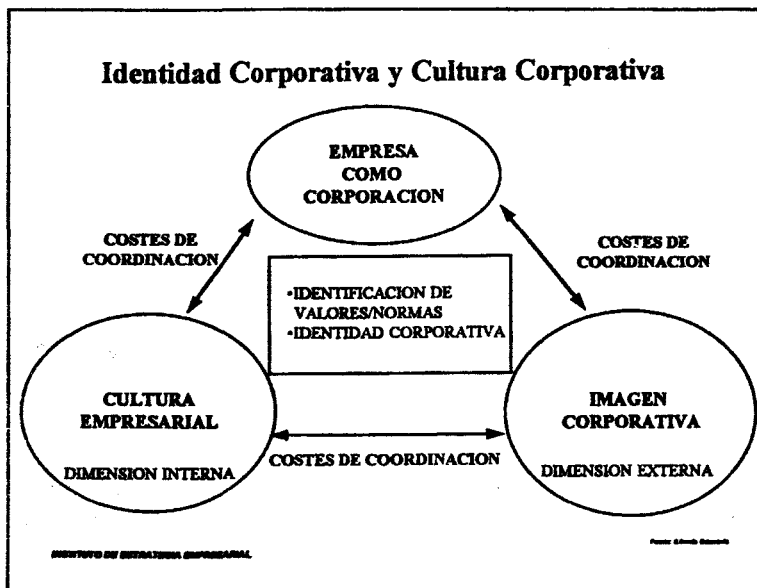 Identidad Corporativa y Cultura Corporativa
EMPRESA
COMO
CORPORACION
COSTES DE
COORDINACION
COSTES DE
COORDINACION
•IDENTIFICACION DE
VALORES/NORMAS
•IDENTIDAD CORPORATIVA
CULTURA
EMPRESARIAL
DIMENSION INTERNA
COSTES DE COORDINACION
IMAGEN
CORPORATIVA
DIMENSION EXTERNA
INSTITUTO DE ESTRATEGIA EMPRESARIAL